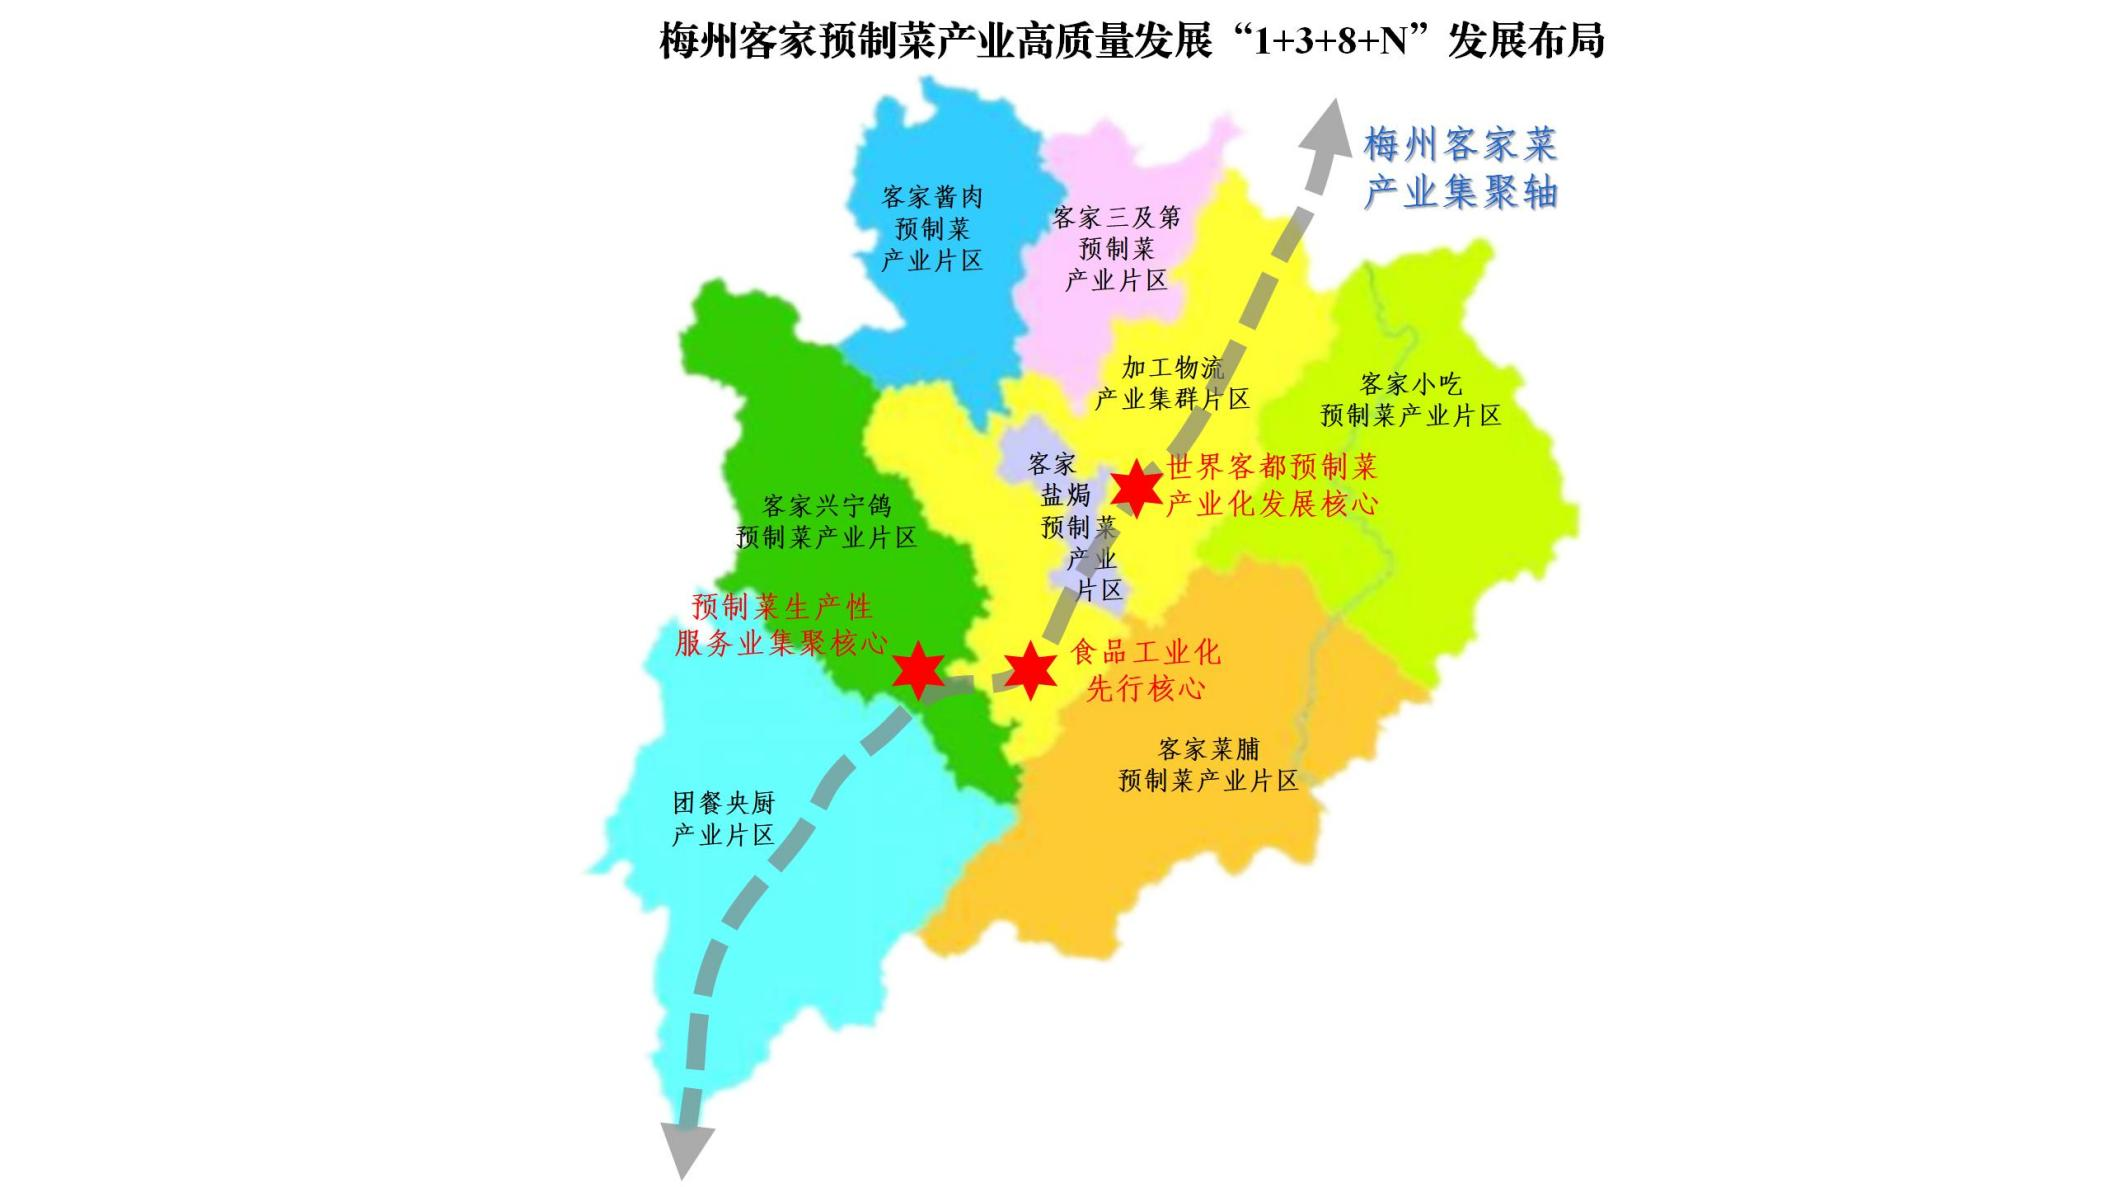 梅州客家预制菜产业高质量发展“1+3+8+N”发展布局
梅州客家菜
产业集聚轴
客家酱肉
预制菜
产业片区
客家三及第
预制菜
产业片区
加工物流
产业集群片区
客家小吃
预制菜产业片区
客家
盐焗
预制菜
产业
片区
世界客都预制菜
产业化发展核心
客家兴宁鸽
预制菜产业片区
预制菜生产性
服务业集聚核心
食品工业化
先行核心
客家菜脯
预制菜产业片区
团餐央厨
产业片区